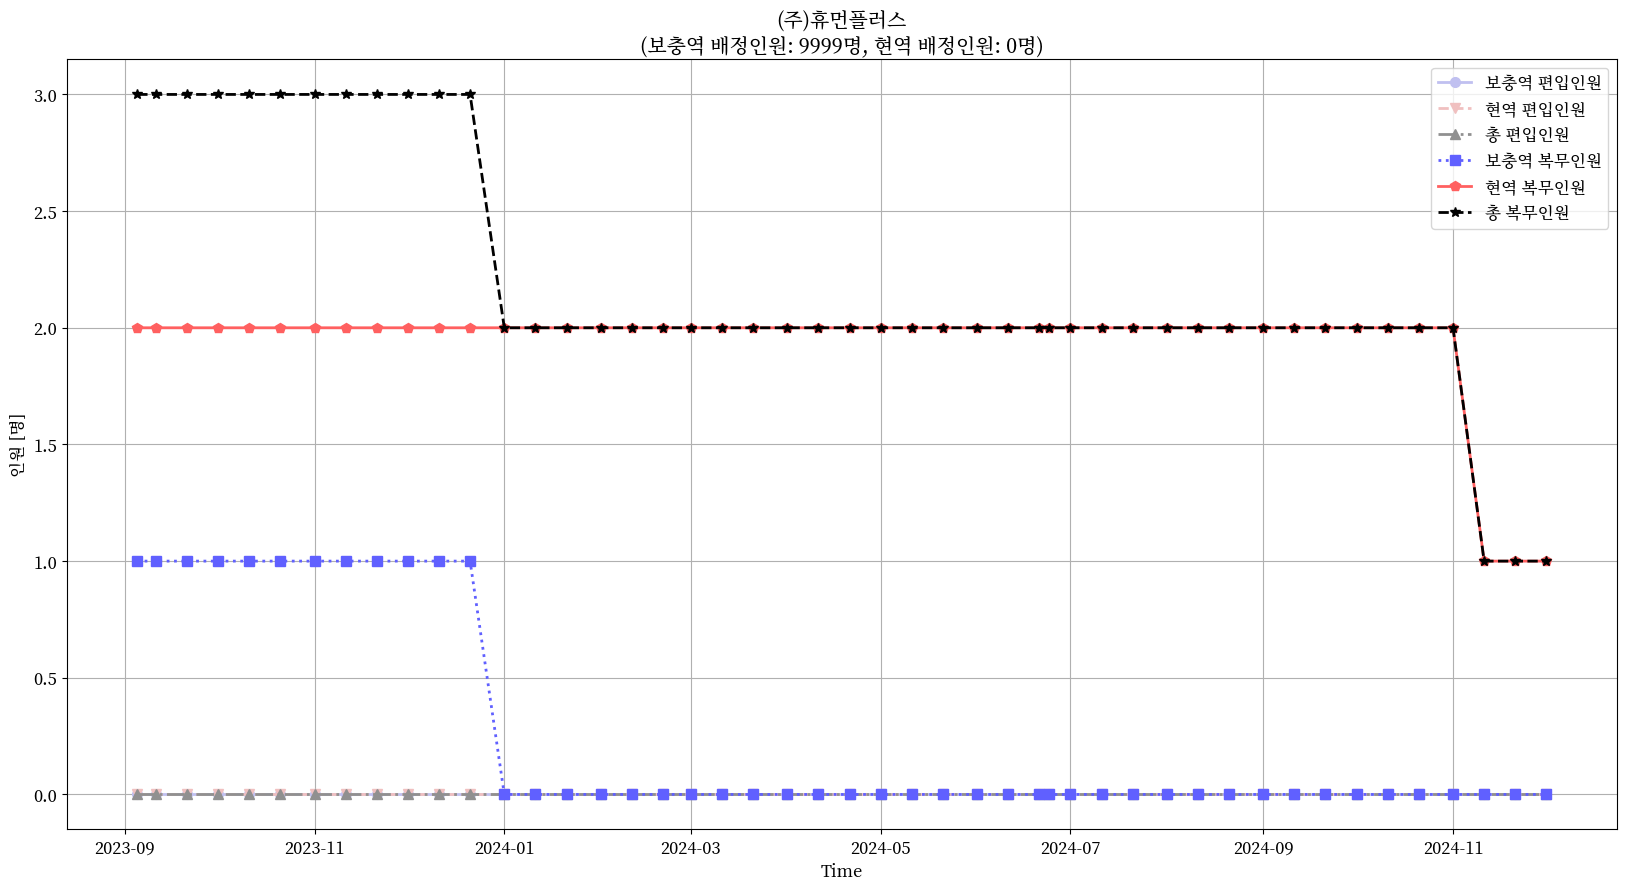 (주)휴먼플러스
(보충역 배정인원: 9999명, 현역 배정인원: 0명)
보충역 편입인원
현역 편입인원
총 편입인원
보충역 복무인원
현역 복무인원
총 복무인원
인원 [명]
3.0
2.5
2.0
1.5
1.0
0.5
0.0
2023-09
2023-11
2024-01
2024-03
2024-05
2024-07
2024-09
2024-11
Time